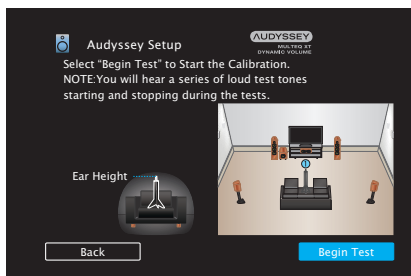 Audyssey Setup
AUDYSSEY
MULTEQ XT
DYNAMIC VOLUME
Select “Begin Test” to Start the Calibration.
NOTE:You will hear a series of loud test tones
starting and stopping during the tests.
Ear Height
Back
Begin Test